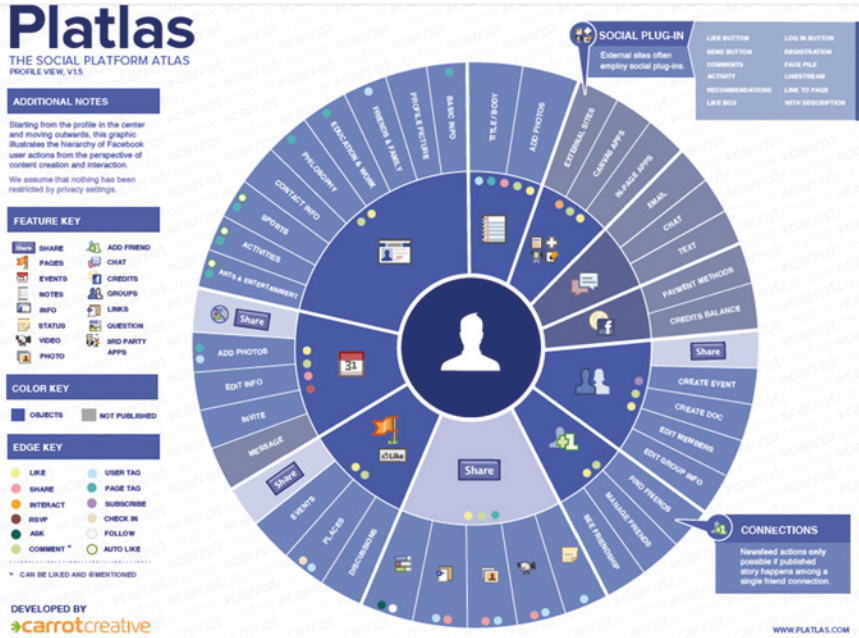 Platlas
THE SOCIAL PLATFORM ATLAS
PROFILE VIEW, V1.5
ADDITIONAL NOTES
Starting from the profile in the center
and moving outwards, this graphic
illustrates the hierarchy of Facebook
user actions from the perspective of
content creation and interaction.
We assume that nothing has been
restricted by privacy settings.
FEATURE KEY
Share SHARE
PAGES
EVENTS
NOTES
INFO
STATUS
VIDEO
PHOTO
ADD FRIEND
CHAT
CREDITS
GROUPS
LINKS
QUESTION
3RD PARTY
APPS
COLOR KEY
OBJECTS
NOT PUBLISHED
EDGE KEY
LIKE
SHARE
INTERACT
RSVP
ASK
COMMENT *
USER TAG
PAGE TAG
SUBSCRIBE
CHECK IN
FOLLOW
AUTO LIKE
* CAN BE LIKED AND @MENTIONED
DEVELOPED BY
carrotcreative
SOCIAL PLUG-IN
External sites often
employ social plug-ins.
LIKE BUTTON
SEND BUTTON
COMMENTS
ACTIVITY
RECOMMENDATIONS
LIKE BOX
LOG IN BUTTON
REGISTRATION
FACE PILE
LIVESTREAM
LINK TO PAGE
WITH DESCRIPTION
TITLE / BODY
ADD PHOTOS
EXTERNAL SITES
CANVAS APPS
IN-PAGE APPS
EMAIL
CHAT
TEXT
PAYMENT METHODS
CREDITS BALANCE
Share
CREATE EVENT
CREATE DOC
EDIT MEMBERS
EDIT GROUP INFO
FIND FRIENDS
MANAGE FRIENDS
SEE FRIENDSHIP
DISCUSSIONS
PLACES
EVENTS
Share
MESSAGE
INVITE
EDIT INFO
ADD PHOTOS
Share
ARTS & ENTERTAINMENT
ACTIVITIES
SPORTS
CONTACT INFO
PHILOSOPHY
EDUCATION & WORK
FRIENDS & FAMILY
PROFILE PICTURE
BASIC INFO
31
+1
Like
Share
CONNECTIONS
Newsfeed actions only
possible if published
story happens among a
single friend connection.
WWW.PLATLAS.COM